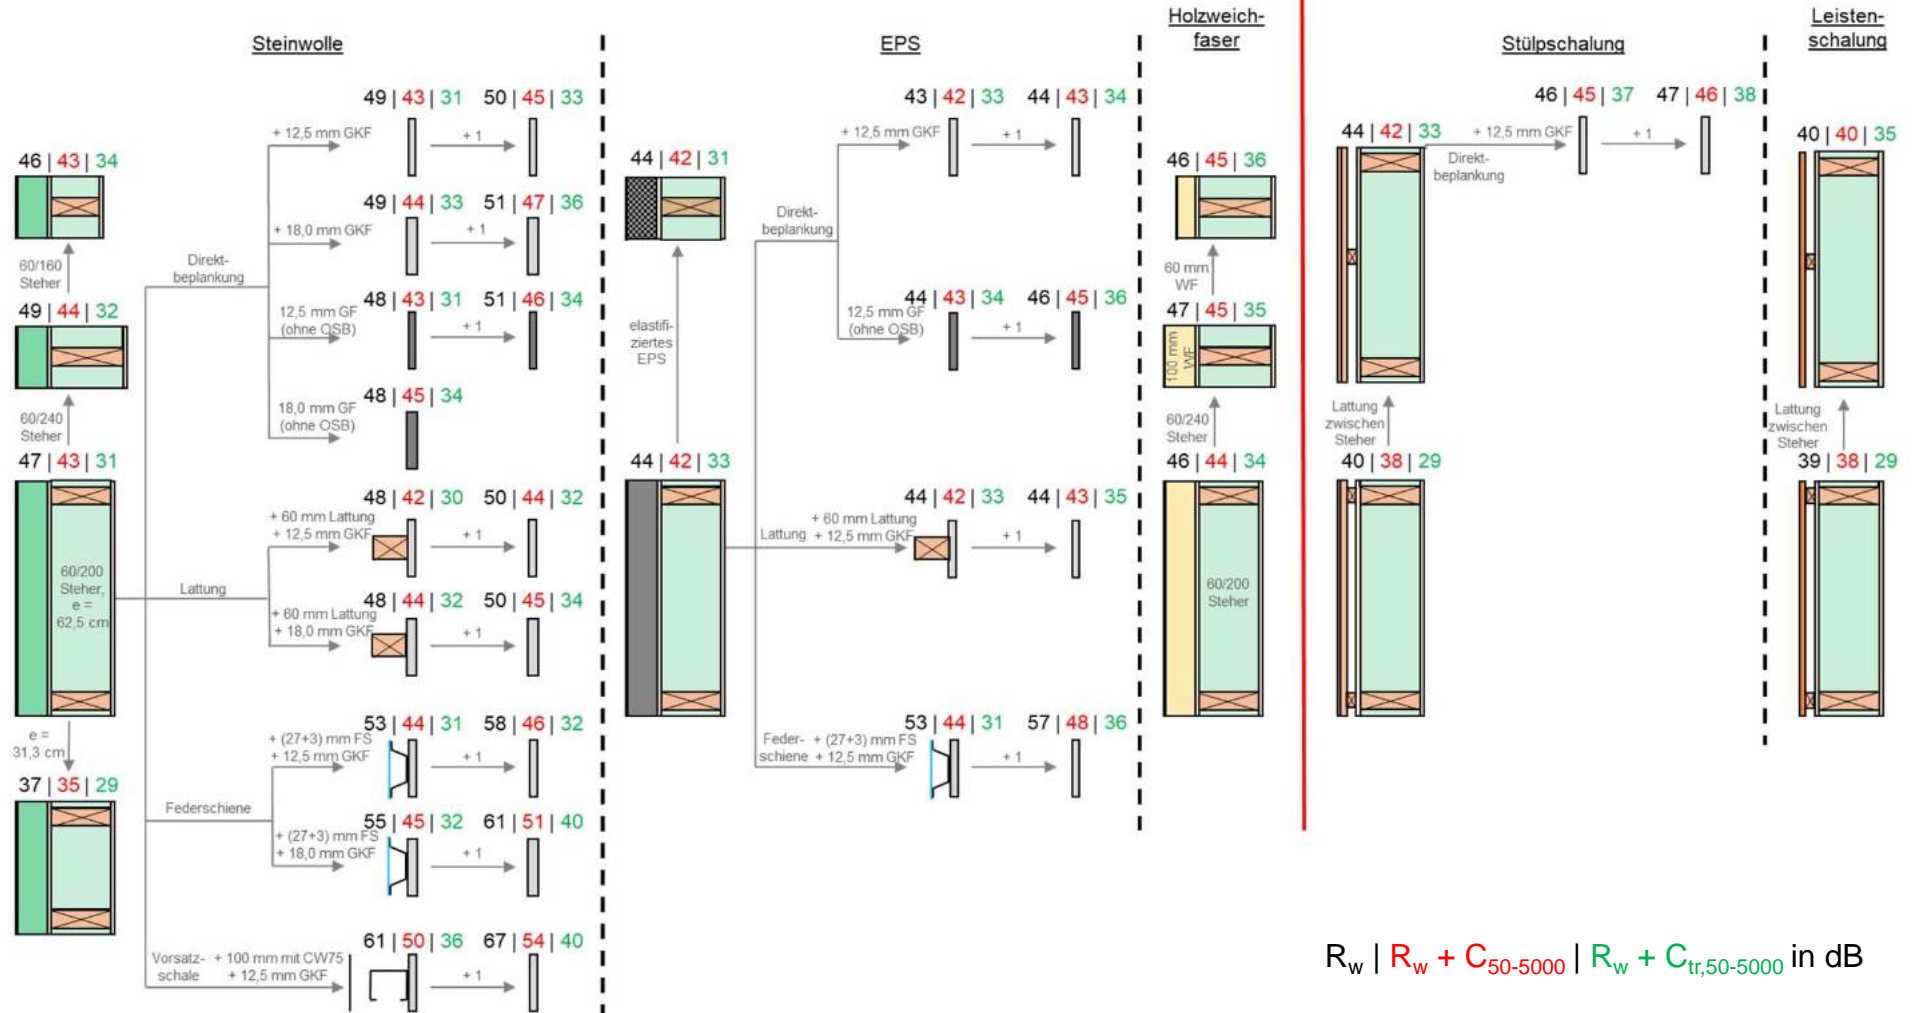 Steinwolle
49 | 43 | 31 50 | 45 | 33
+ 12,5 mm GKF
+ 1
46 | 43 | 34
49 | 44 | 33 51 | 47 | 36
+ 18,0 mm GKF
+ 1
60/160
Steher
Direkt-
beplankung
49 | 44 | 32
48 | 43 | 31 51 | 46 | 34
12,5 mm GF
(ohne OSB)
+ 1
48 | 45 | 34
18,0 mm GF
(ohne OSB)
60/240
Steher
47 | 43 | 31
60/200
Steher,
e =
62,5 cm
48 | 42 | 30 50 | 44 | 32
+ 60 mm Lattung
+ 12,5 mm GKF
+ 1
Lattung
48 | 44 | 32 50 | 45 | 34
+ 60 mm Lattung
+ 18,0 mm GKF
+ 1
e =
31,3 cm
37 | 35 | 29
53 | 44 | 31 58 | 46 | 32
+ (27+3) mm FS
+ 12,5 mm GKF
+ 1
Federschiene
55 | 45 | 32 61 | 51 | 40
+ (27+3) mm FS
+ 18,0 mm GKF
+ 1
61 | 50 | 36 67 | 54 | 40
Vorsatz-
schale
+ 100 mm mit CW75
+ 12,5 mm GKF
+ 1
EPS
43 | 42 | 33 44 | 43 | 34
+ 12,5 mm GKF
+ 1
44 | 42 | 31
Direkt-
beplankung
44 | 43 | 34 46 | 45 | 36
12,5 mm GF
(ohne OSB)
+ 1
elastifi-
ziertes
EPS
44 | 42 | 33
44 | 42 | 33 44 | 43 | 35
Lattung
+ 60 mm Lattung
+ 12,5 mm GKF
+ 1
53 | 44 | 31 57 | 48 | 36
Feder-
schiene
+ (27+3) mm FS
+ 12,5 mm GKF
+ 1
Holzweich-
faser
46 | 45 | 36
60 mm
WF
47 | 45 | 35
100 mm
WF
60/240
Steher
46 | 44 | 34
60/200
Steher
Stülpschalung
46 | 45 | 37 47 | 46 | 38
44 | 42 | 33
+ 12,5 mm GKF
+ 1
Direkt-
beplankung
Lattung
zwischen
Steher
40 | 38 | 29
Leisten-
schalung
40 | 40 | 35
Lattung
zwischen
Steher
39 | 38 | 29
Rw | Rw + C50-5000 | Rw + Ctr,50-5000 in dB